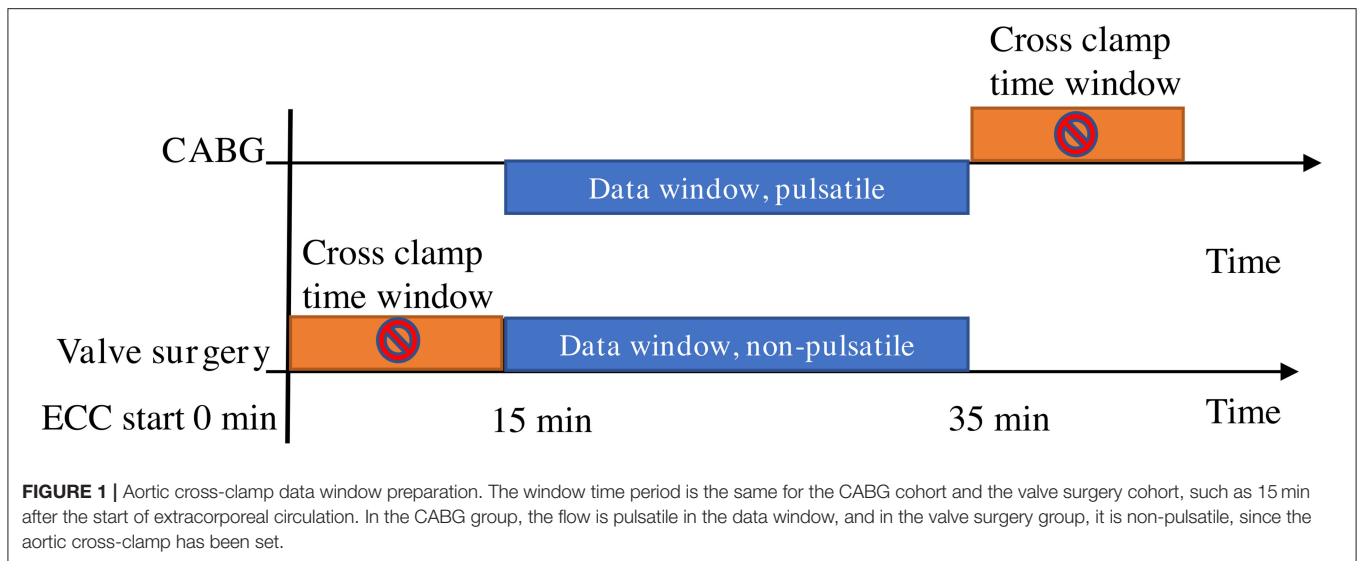 Cross clamp
time window
CABG
Data window, pulsatile
Time
Cross clamp
time window
Valve surgery
Data window, non-pulsatile
ECC start 0 min
15 min
35 min
Time
FIGURE 1 | Aortic cross-clamp data window preparation. The window time period is the same for the CABG cohort and the valve surgery cohort, such as 15 min
after the start of extracorporeal circulation. In the CABG group, the flow is pulsatile in the data window, and in the valve surgery group, it is non-pulsatile, since the
aortic cross-clamp has been set.